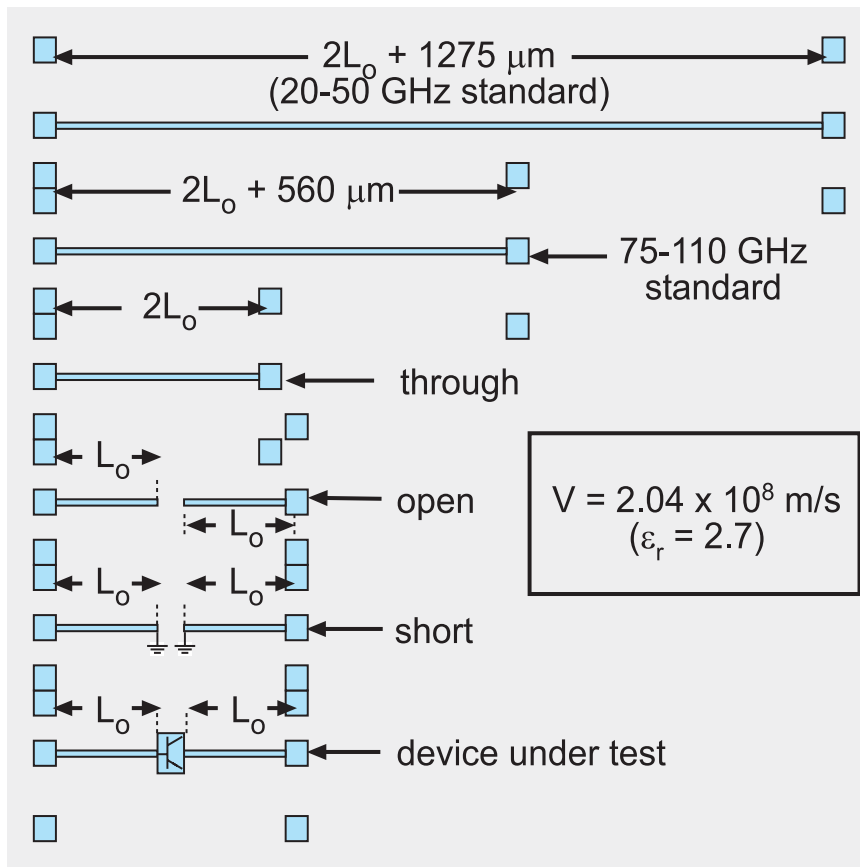 2Lₒ + 1275 μm
(20-50 GHz standard)
2Lₒ + 560 μm
75-110 GHz
standard
2Lₒ
through
Lₒ
open
Lₒ
V = 2.04 x 10⁸ m/s
(εᵣ = 2.7)
Lₒ Lₒ
short
Lₒ Lₒ
device under test